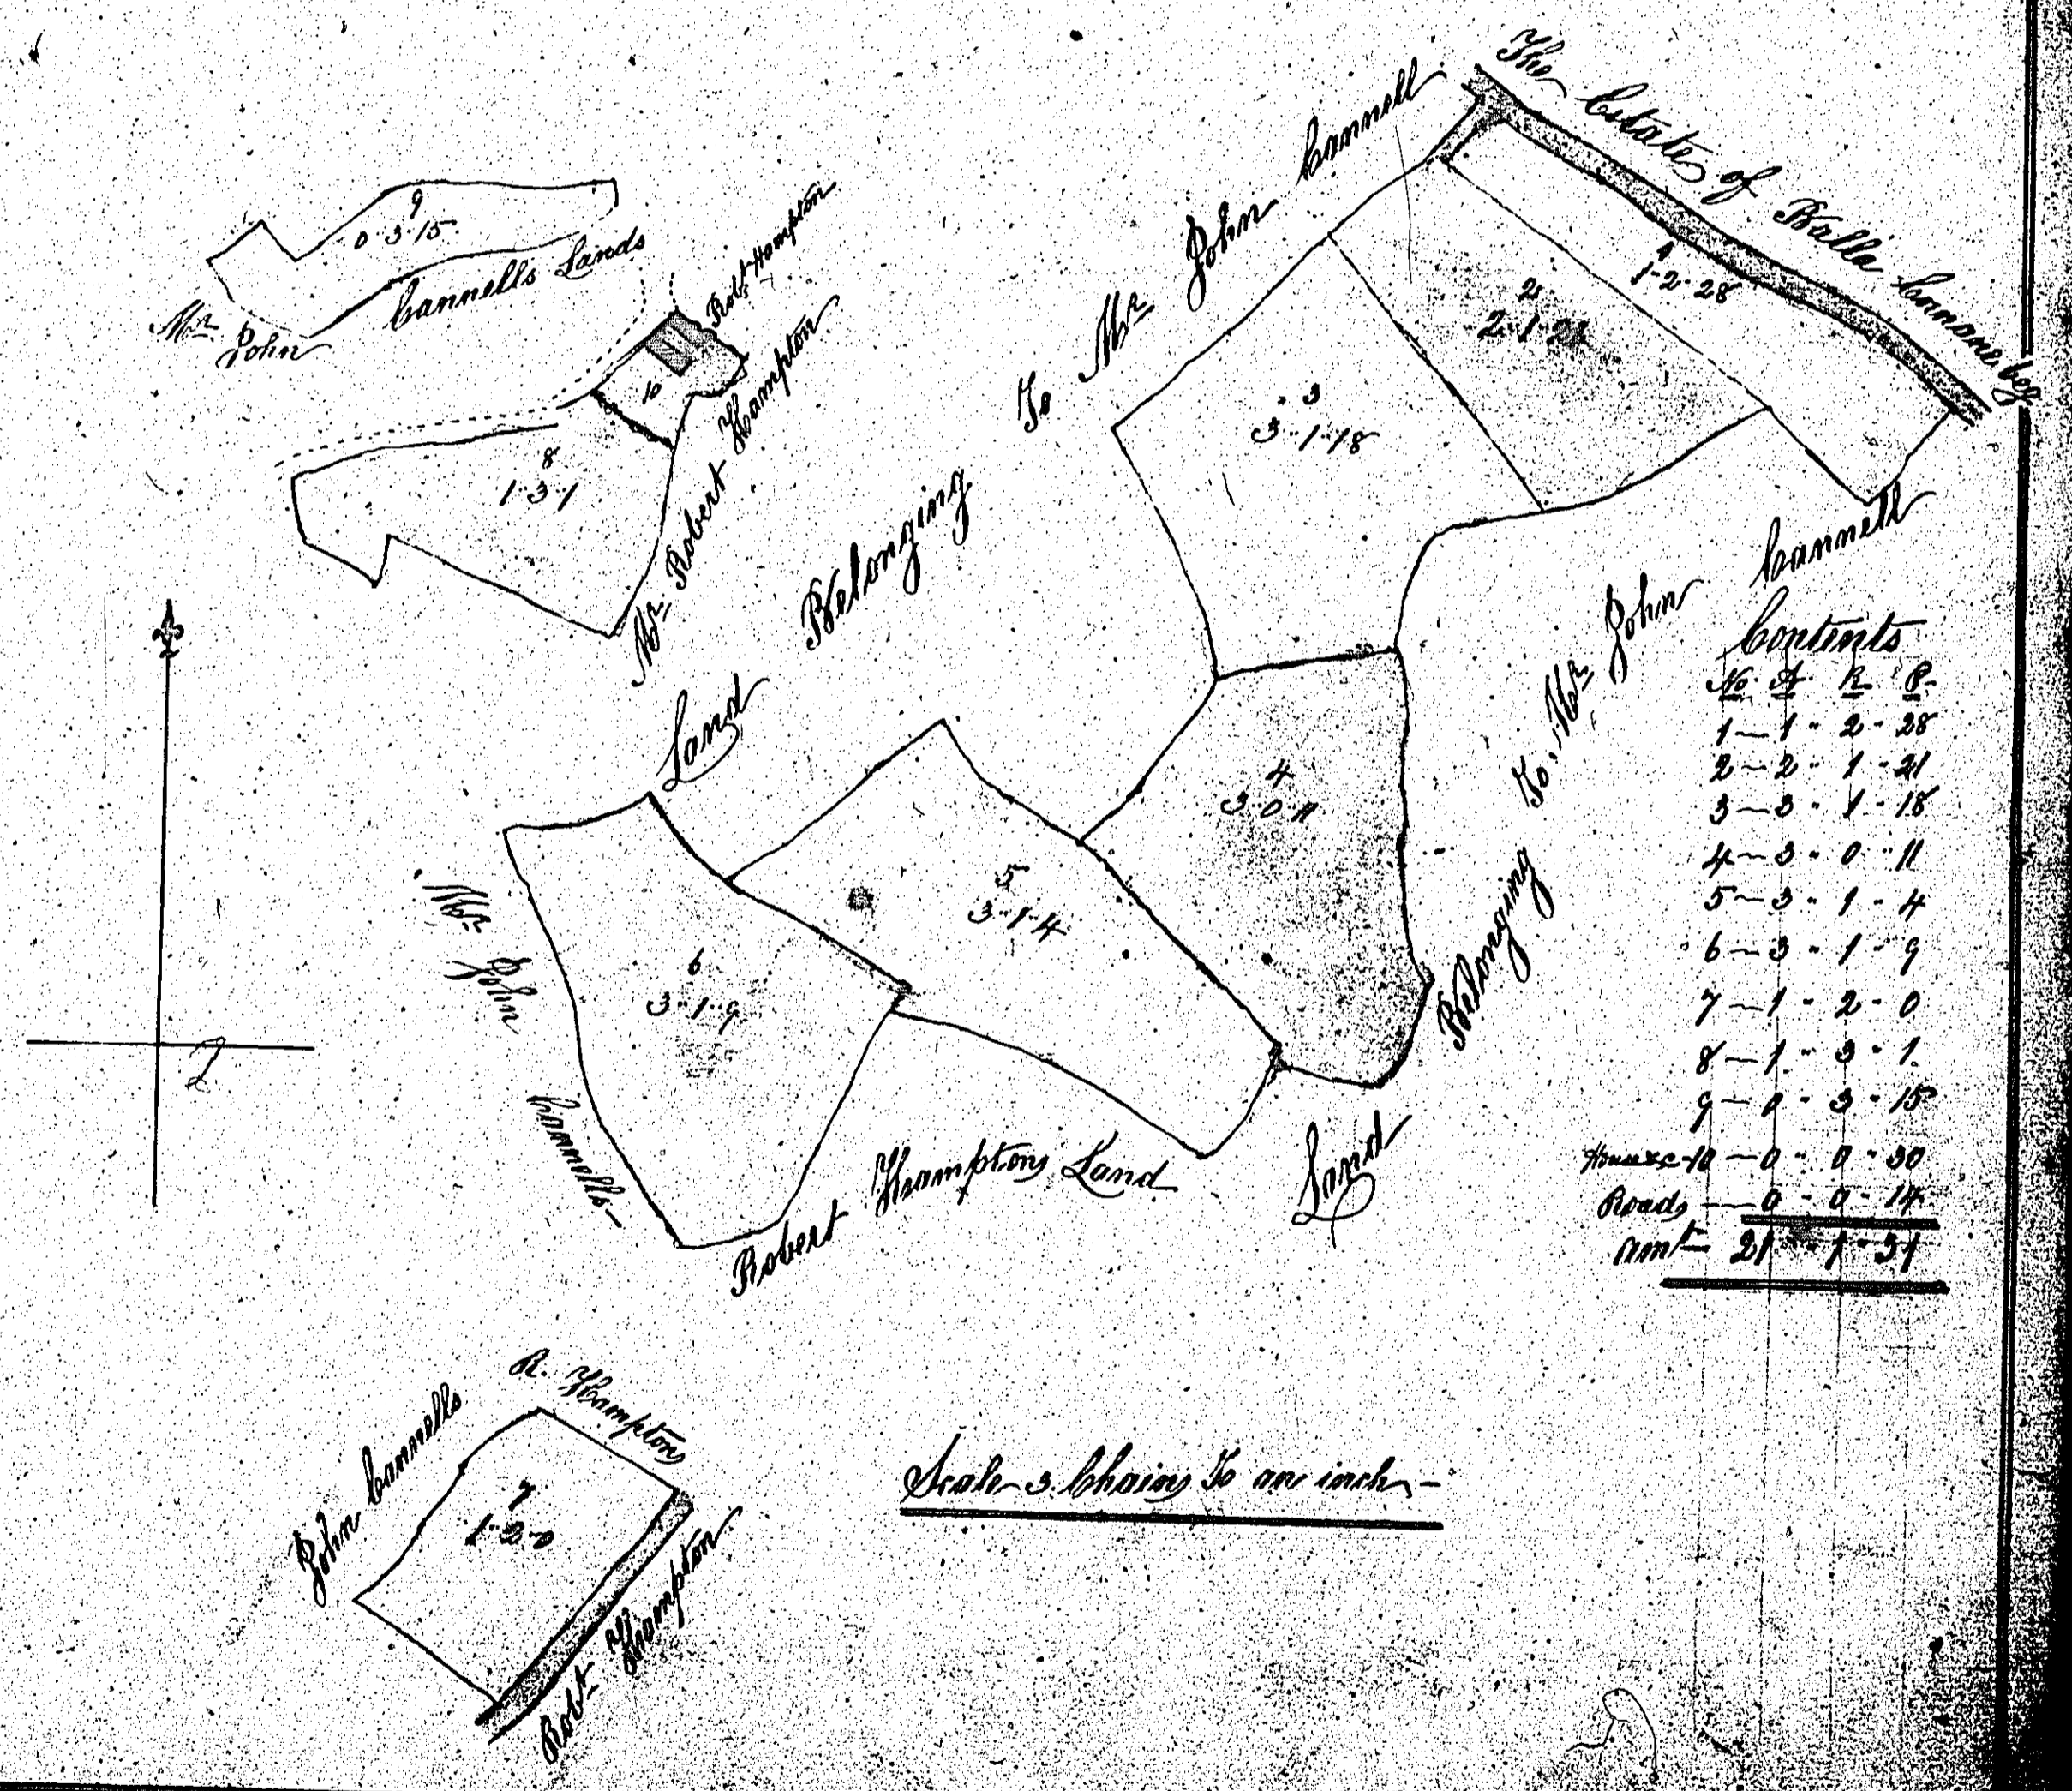 The Estate of Balla Connane beg
9
0-3-15
Mr John Cannells Lands
Robt Hampton
10
Mr Robert Hampton
8
1-3-1
Land Belonging To Mr John Cannell
1
1-2-28
2
2-1-21
3
3-1-18
4
3-0-11
5
3-1-4
6
3-1-9
Mr John Cannells
Robert Hamptons Land
Land Belonging To Mr John Cannell
Contents
No. A. R. P.
1 - 1 - 2 - 28
2 - 2 - 1 - 21
3 - 3 - 1 - 18
4 - 3 - 0 - 11
5 - 3 - 1 - 4
6 - 3 - 1 - 9
7 - 1 - 2 - 0
8 - 1 - 3 - 1
9 - 0 - 3 - 15
House &c 10 - 0 - 0 - 30
Roads - 0 - 0 - 14
Amt - 21 - 1 - 31
John Cannells
R. Hamptons
7
1-2-0
Robt Hampton
Scale 3 Chains To an inch -